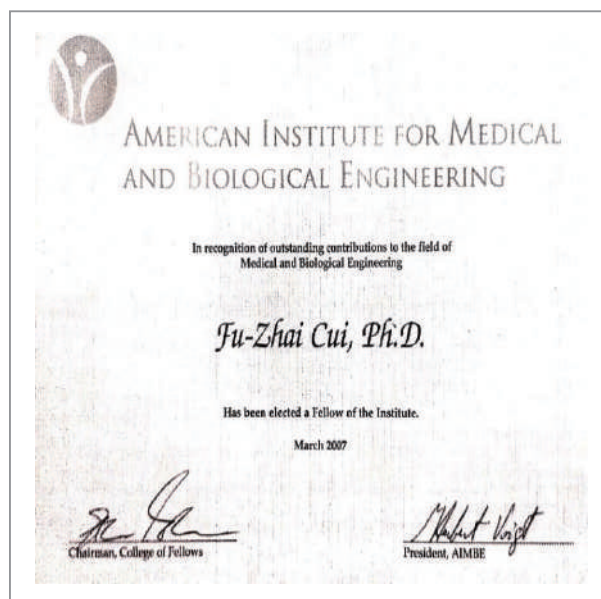 AMERICAN INSTITUTE FOR MEDICAL
AND BIOLOGICAL ENGINEERING
In recognition of outstanding contributions to the field of
Medical and Biological Engineering
Fu-Zhai Cui, Ph.D.
Has been elected a Fellow of the Institute.
March 2007
Herbert Voigt
Chairman, College of Fellows
President, AIMBE